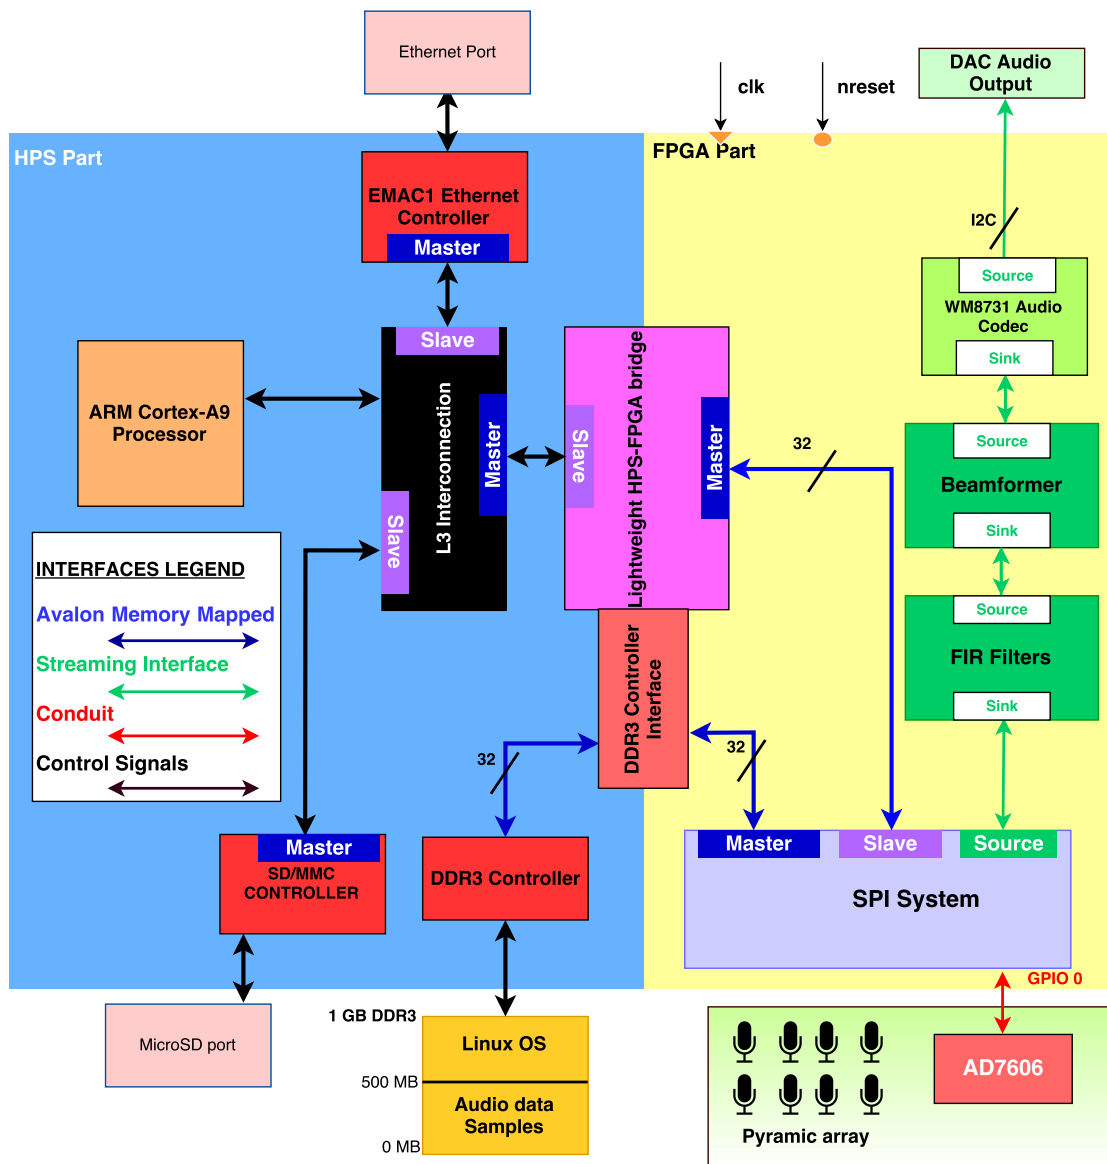 Ethernet Port
clk
nreset
DAC Audio
Output
HPS Part
FPGA Part
EMAC1 Ethernet
Controller
Master
I2C
Source
WM8731 Audio
Codec
Sink
Slave
L3 Interconnection
Master
Slave
ARM Cortex-A9
Processor
Slave
Lightweight HPS-FPGA bridge
Master
32
Source
Beamformer
Sink
INTERFACES LEGEND
Avalon Memory Mapped
Streaming Interface
Conduit
Control Signals
Source
FIR Filters
Sink
DDR3 Controller
Interface
32
32
Master
SD/MMC
CONTROLLER
DDR3 Controller
Master
Slave
Source
SPI System
GPIO 0
MicroSD port
1 GB DDR3
Linux OS
500 MB
Audio data
Samples
0 MB
AD7606
Pyramic array